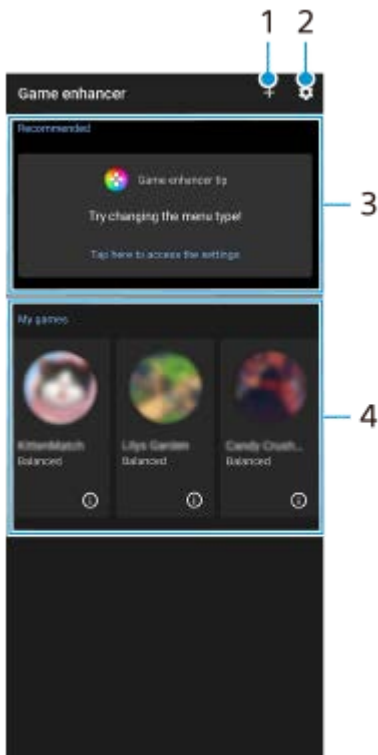 1 2
Game enhancer
Recommended
3
Game enhancer tip
Try changing the menu type!
Tap here to access the settings
My games
4
KittenMatch Lilys Garden Candy Crush...
Balanced Balanced Balanced